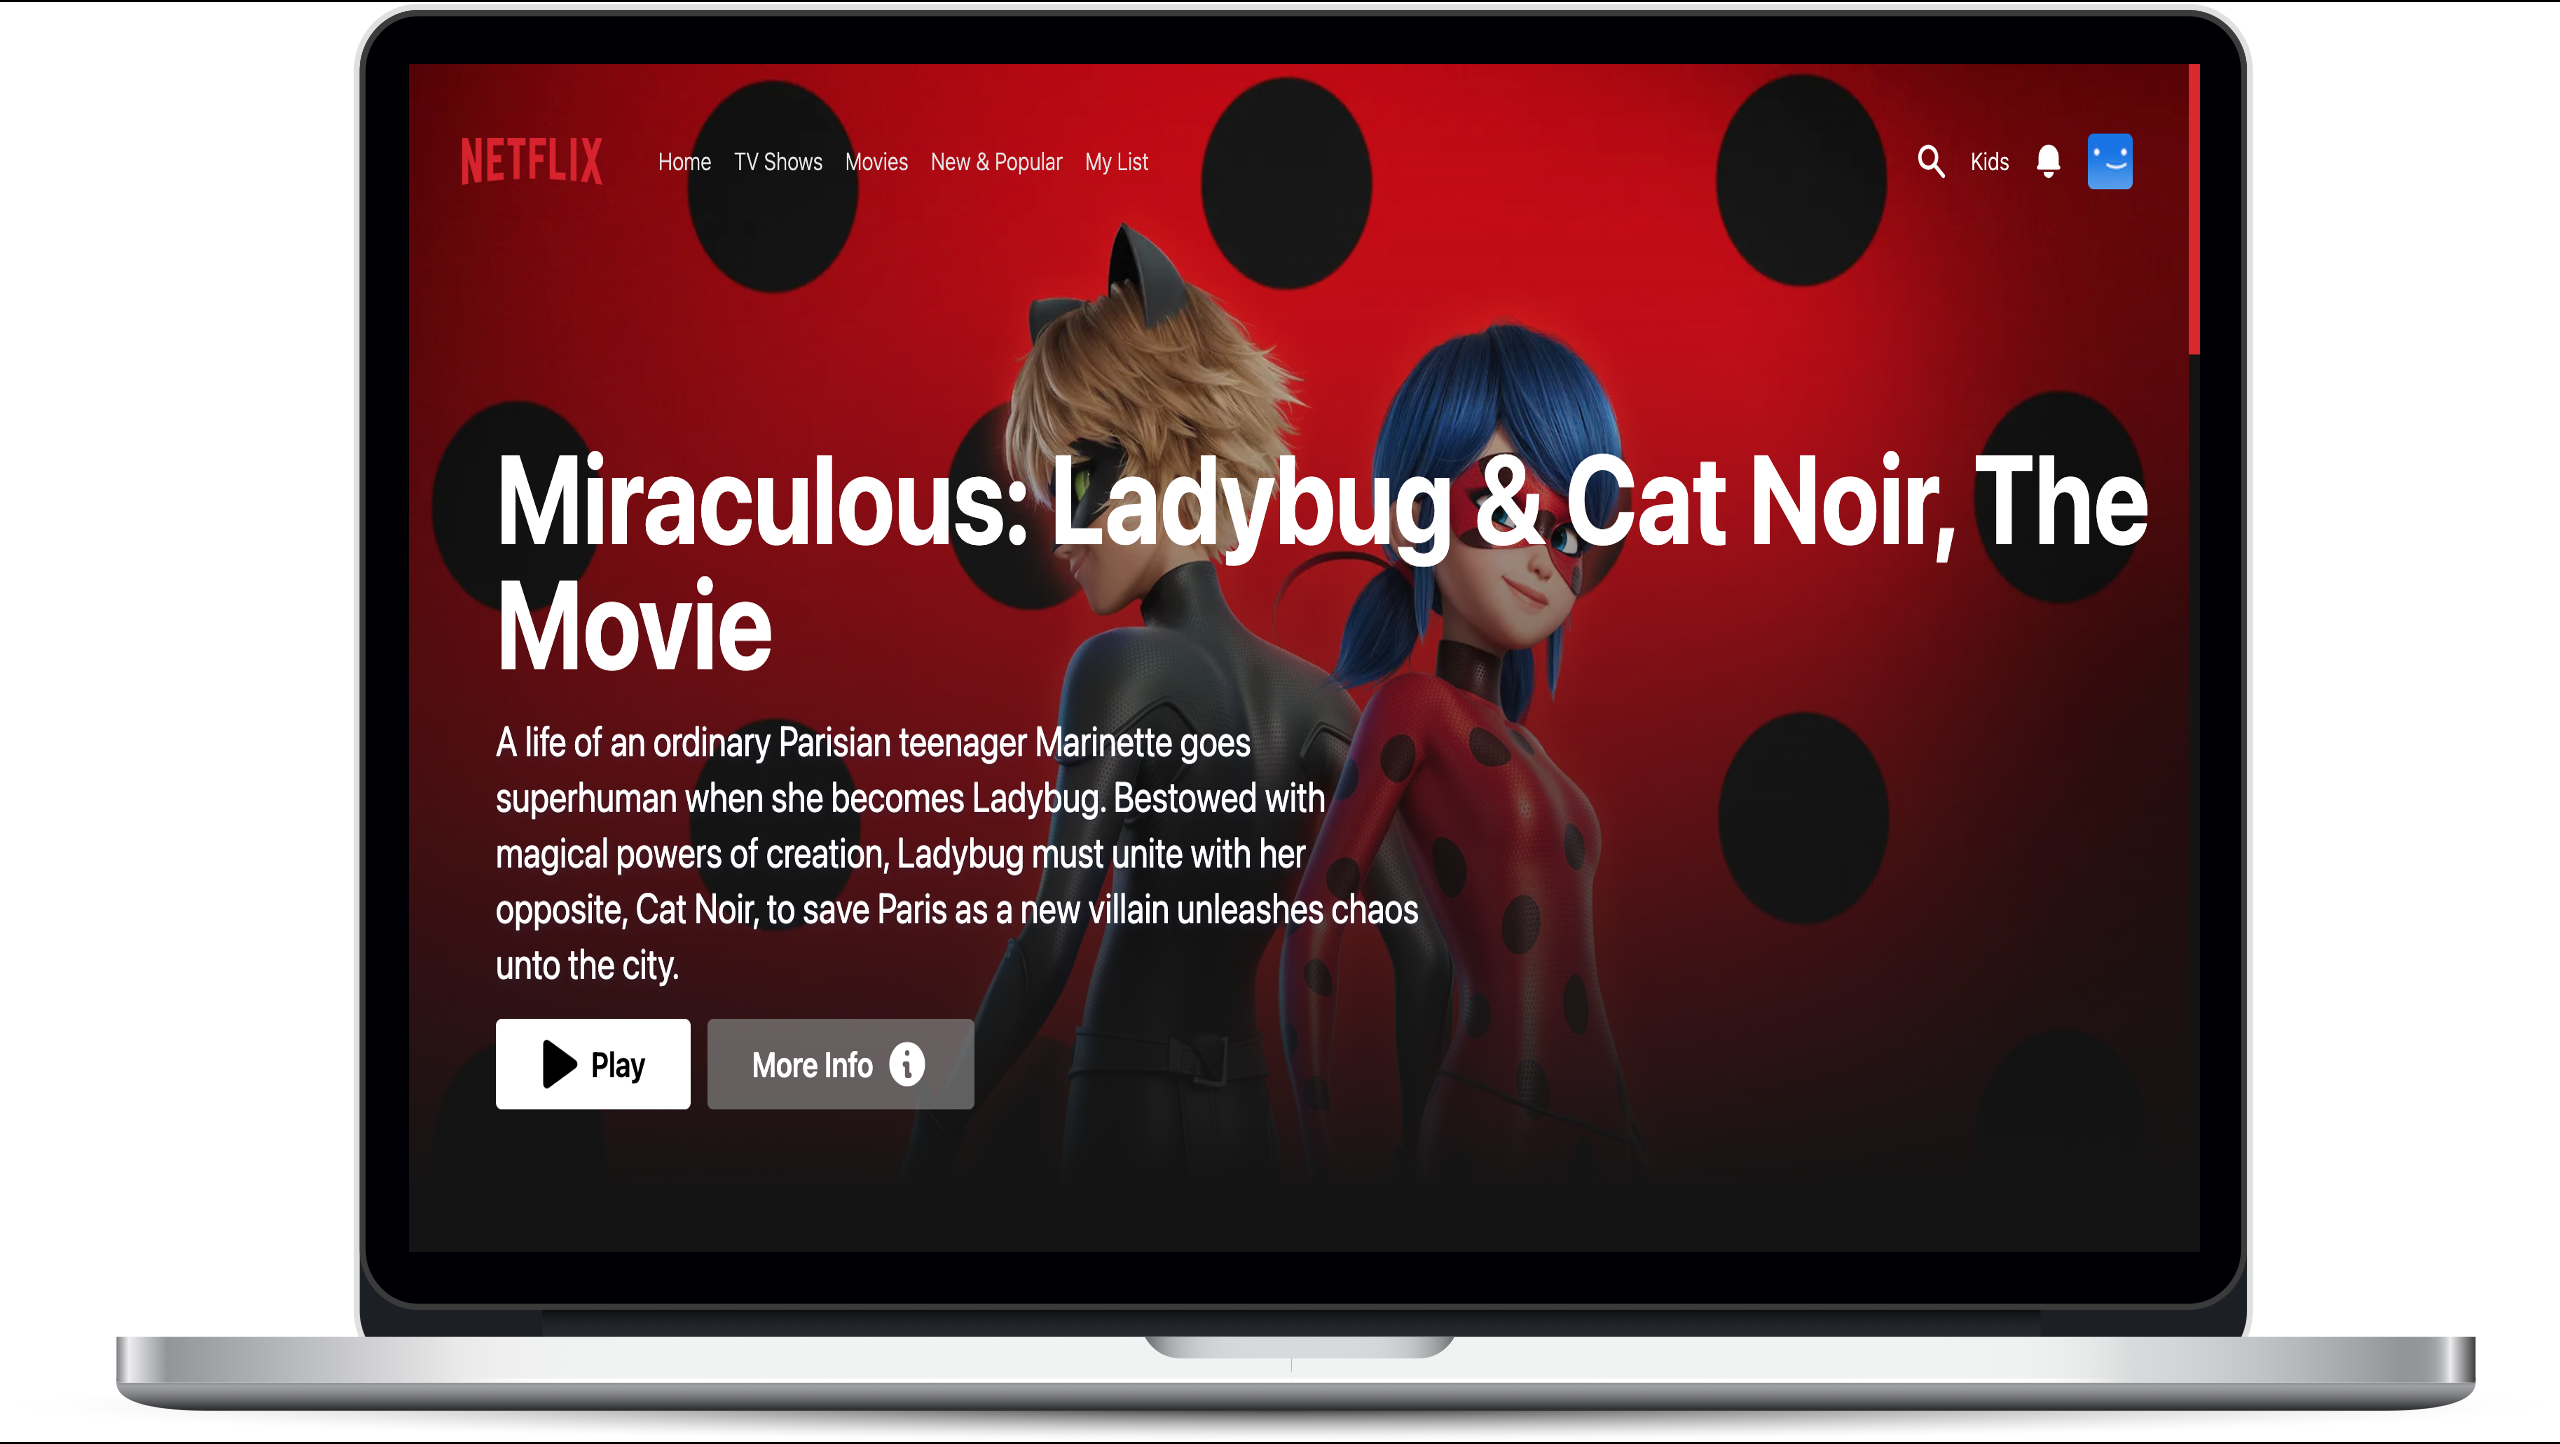 NETFLIX
Home TV Shows Movies New & Popular My List
Kids
Miraculous: Ladybug & Cat Noir, The
Movie
A life of an ordinary Parisian teenager Marinette goes
superhuman when she becomes Ladybug. Bestowed with
magical powers of creation, Ladybug must unite with her
opposite, Cat Noir, to save Paris as a new villain unleashes chaos
unto the city.
Play
More Info